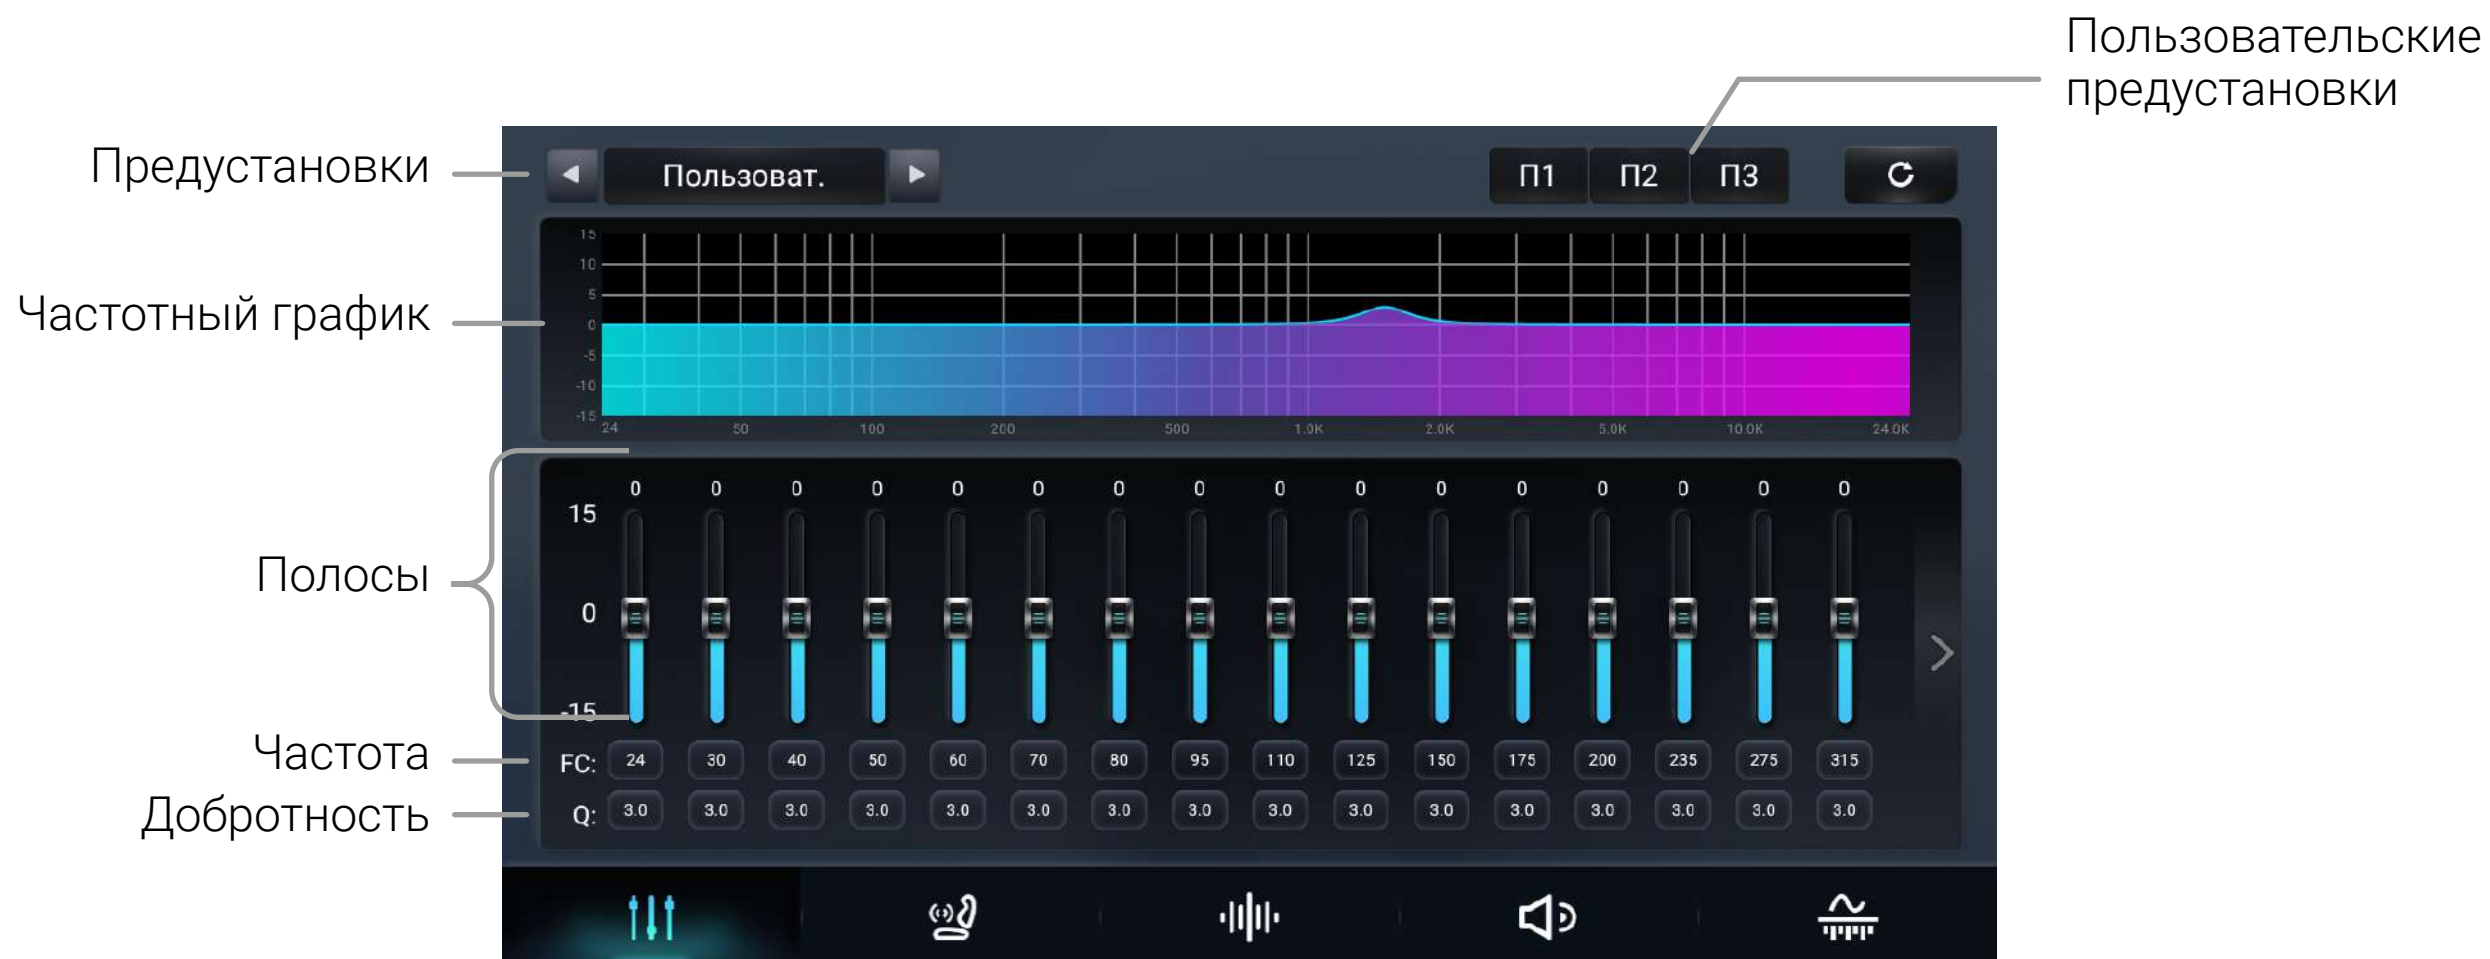 Пользовательские
предустановки
Предустановки
Пользоват.
П1 П2 П3
Частотный график
15
10
5
0
-5
-10
-15
24 50 100 200 500 1.0K 2.0K 5.0K 10.0K 24.0K
Полосы
0 0 0 0 0 0 0 0 0 0 0 0 0 0 0 0
15
0
-15
Частота
FC: 24 30 40 50 60 70 80 95 110 125 150 175 200 235 275 315
Добротность
Q: 3.0 3.0 3.0 3.0 3.0 3.0 3.0 3.0 3.0 3.0 3.0 3.0 3.0 3.0 3.0 3.0